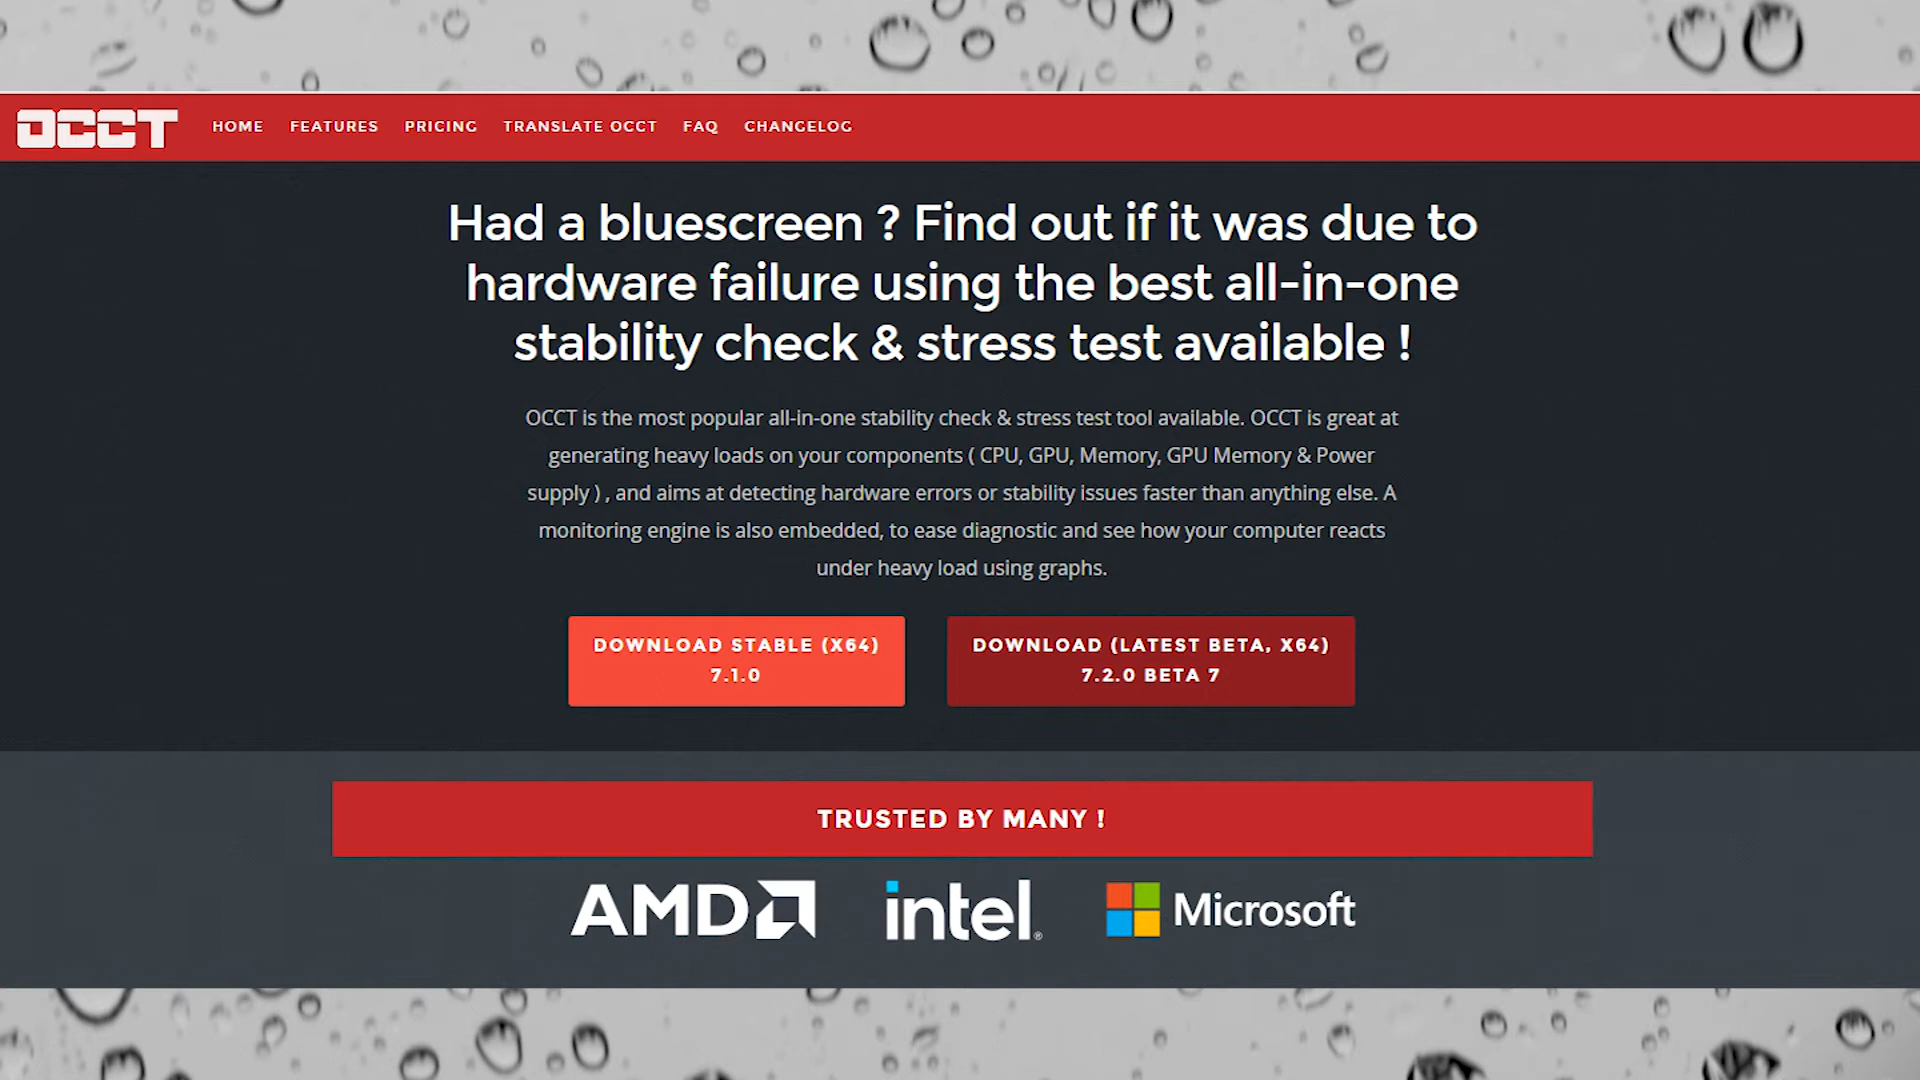 OCCT HOME FEATURES PRICING TRANSLATE OCCT FAQ CHANGELOG
Had a bluescreen ? Find out if it was due to
hardware failure using the best all-in-one
stability check & stress test available !
OCCT is the most popular all-in-one stability check & stress test tool available. OCCT is great at
generating heavy loads on your components ( CPU, GPU, Memory, GPU Memory & Power
supply ) , and aims at detecting hardware errors or stability issues faster than anything else. A
monitoring engine is also embedded, to ease diagnostic and see how your computer reacts
under heavy load using graphs.
DOWNLOAD STABLE (X64)
7.1.0
DOWNLOAD (LATEST BETA, X64)
7.2.0 BETA 7
TRUSTED BY MANY !
AMD intel® Microsoft